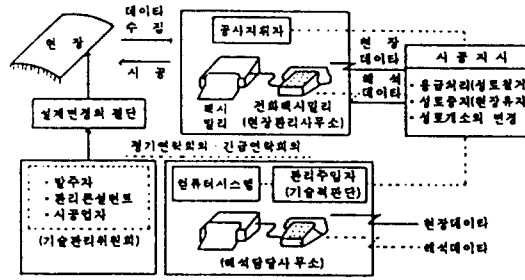 데이타
수집
현장
시공
공사지휘자
현장
데이타
해석
데이타
시공지시
팩시
밀리
전화팩시밀리
(현장관리사무소)
• 응급처리(성토철거
• 성토중지(현장유지
• 성토개소의 변경
설계변경의 결단
정기연락회의·긴급연락회의
• 발주자
• 관리콘설턴트
• 시공업자
(기술관리위원회)
컴퓨터시스템
관리주임자
(기술적판단)
(해석담당사무소)
현장데이타
해석데이타